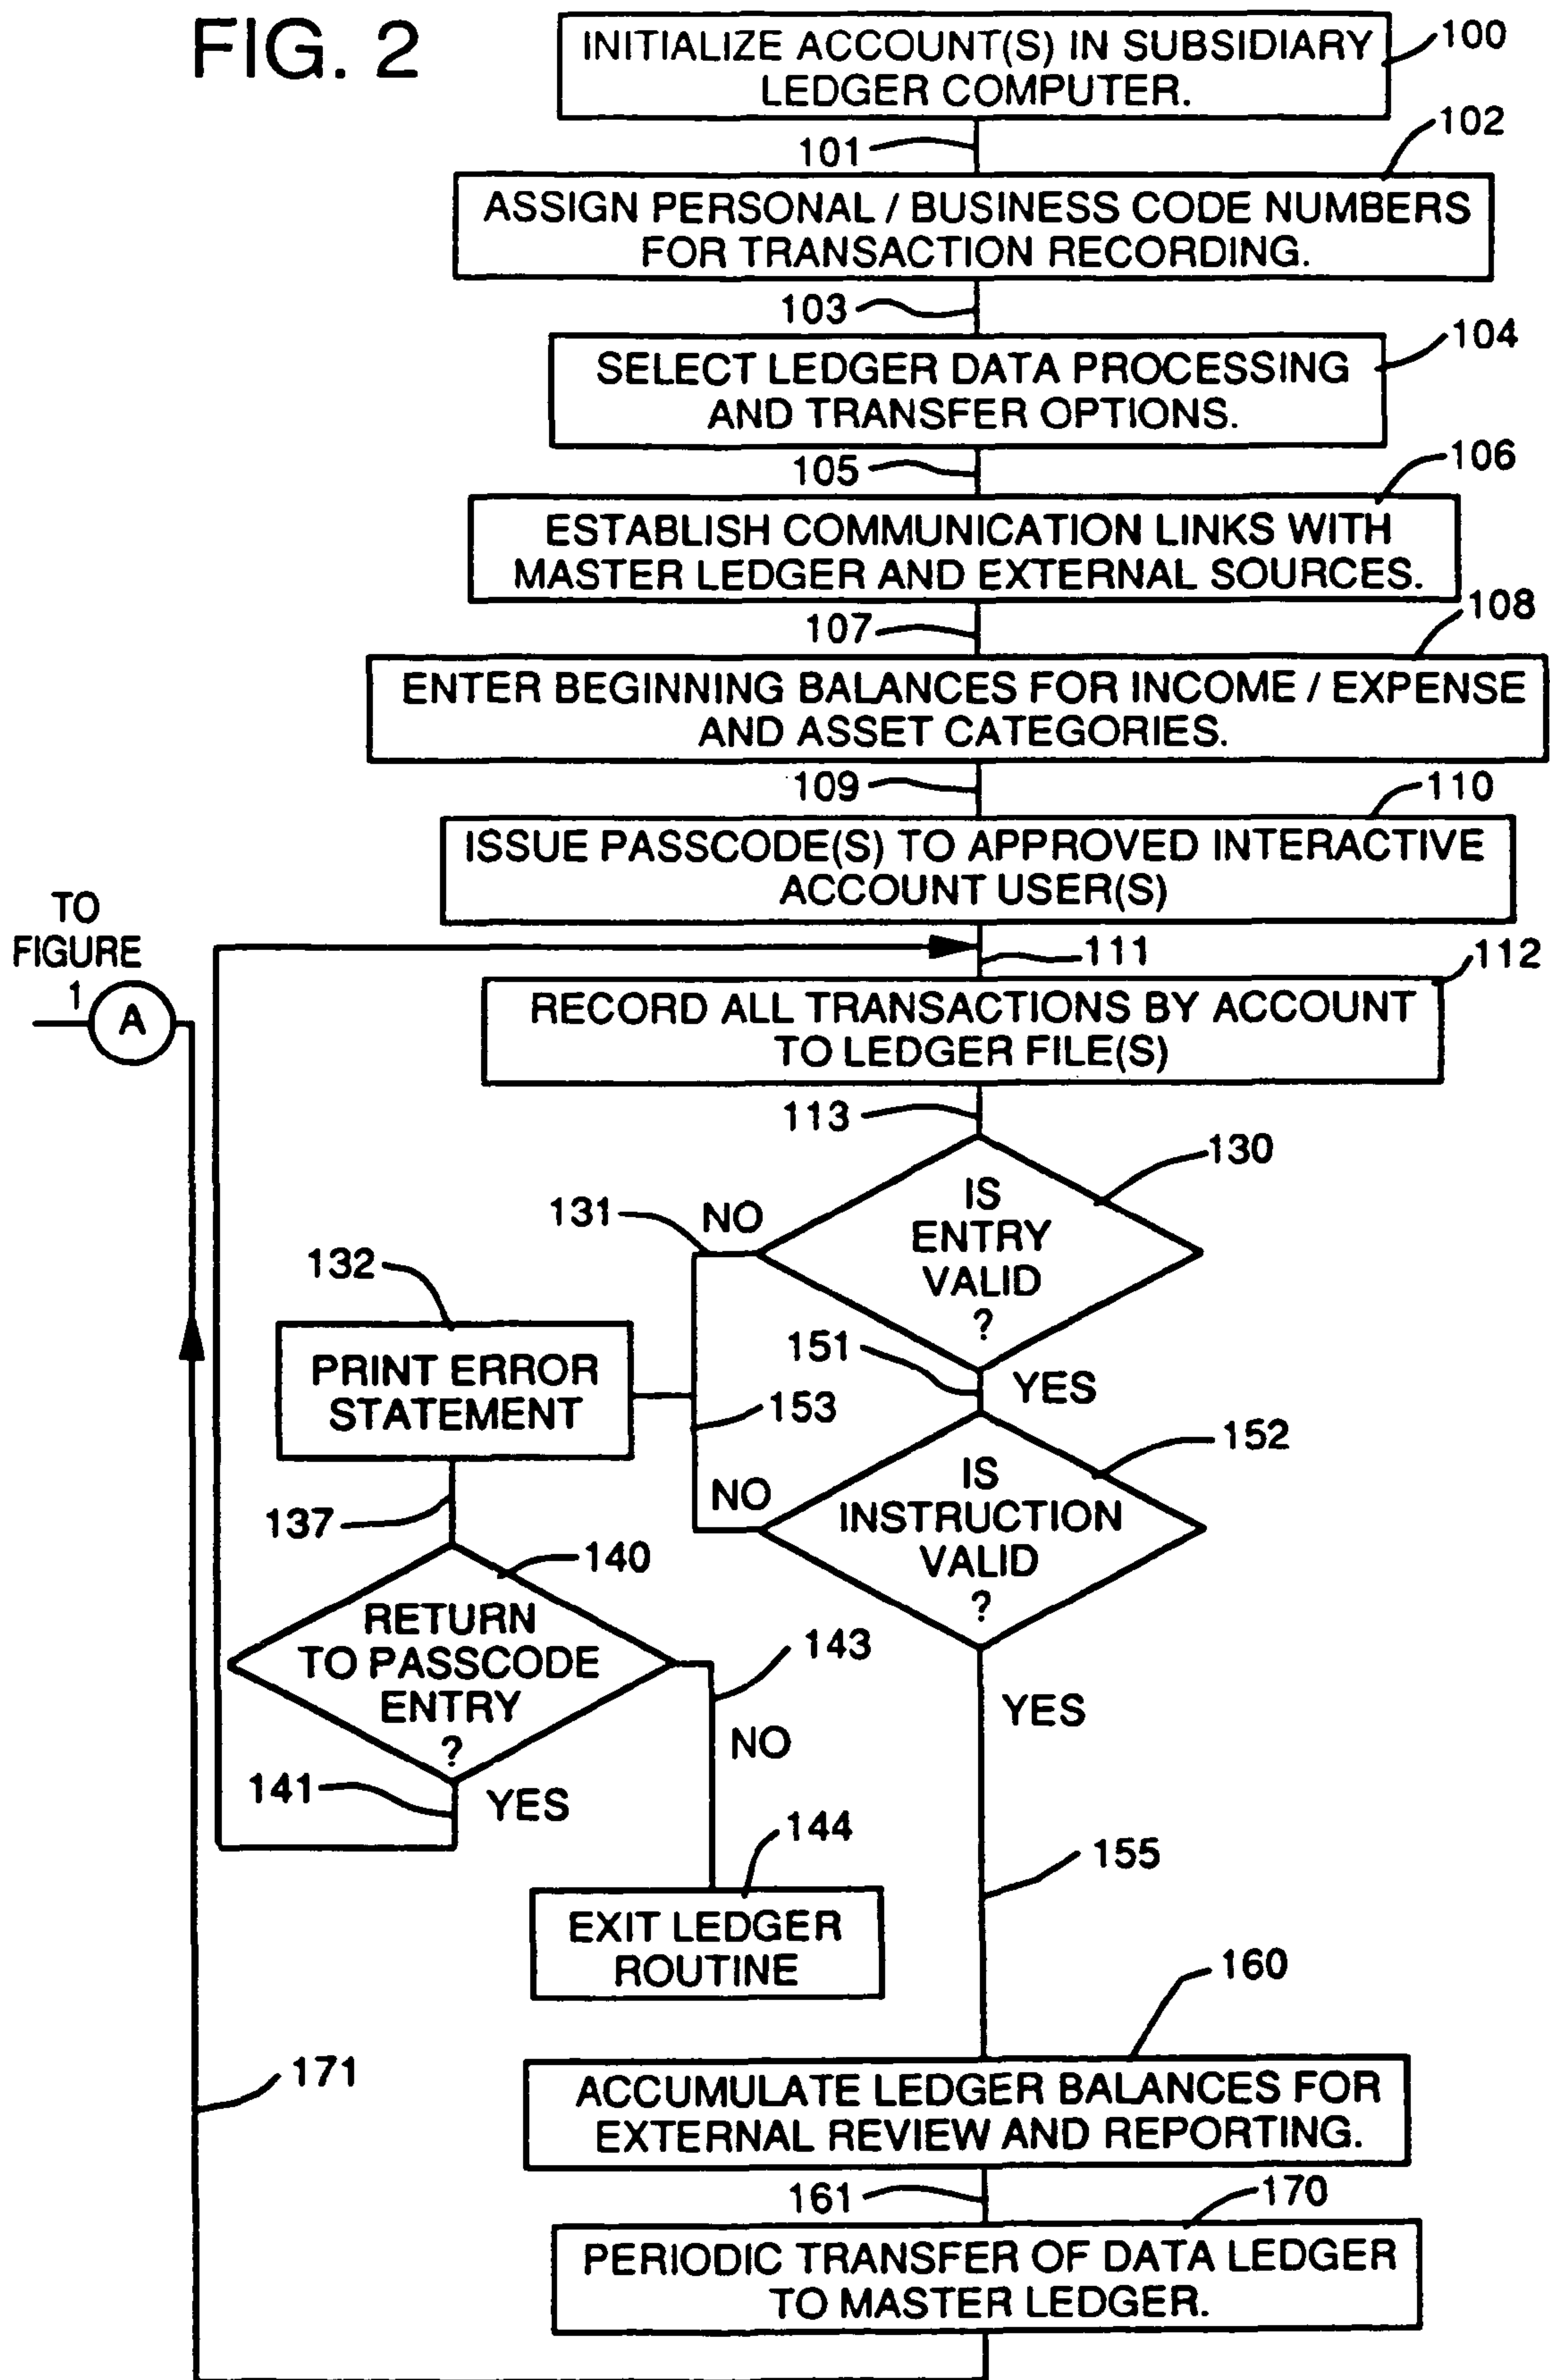 FIG. 2
INITIALIZE ACCOUNT(S) IN SUBSIDIARY
LEDGER COMPUTER.
100
101
102
ASSIGN PERSONAL / BUSINESS CODE NUMBERS
FOR TRANSACTION RECORDING.
103
104
SELECT LEDGER DATA PROCESSING
AND TRANSFER OPTIONS.
105
106
ESTABLISH COMMUNICATION LINKS WITH
MASTER LEDGER AND EXTERNAL SOURCES.
107
108
ENTER BEGINNING BALANCES FOR INCOME / EXPENSE
AND ASSET CATEGORIES.
109
110
ISSUE PASSCODE(S) TO APPROVED INTERACTIVE
ACCOUNT USER(S)
TO
FIGURE
1
A
111
112
RECORD ALL TRANSACTIONS BY ACCOUNT
TO LEDGER FILE(S)
113
130
IS
ENTRY
VALID
?
131
NO
132
PRINT ERROR
STATEMENT
151
YES
153
152
IS
INSTRUCTION
VALID
?
NO
137
140
RETURN
TO PASSCODE
ENTRY
?
143
NO
YES
141
YES
144
EXIT LEDGER
ROUTINE
155
160
ACCUMULATE LEDGER BALANCES FOR
EXTERNAL REVIEW AND REPORTING.
171
161
170
PERIODIC TRANSFER OF DATA LEDGER
TO MASTER LEDGER.